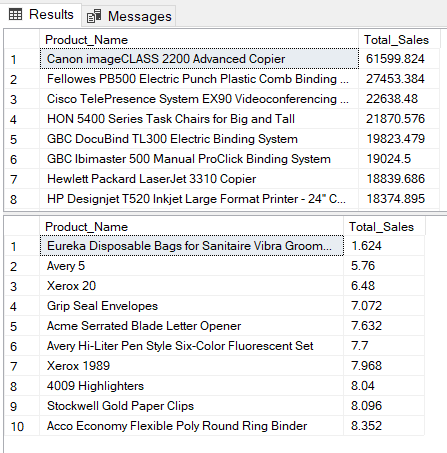 Results Messages
Product_Name Total_Sales
1 Canon imageCLASS 2200 Advanced Copier 61599.824
2 Fellowes PB500 Electric Punch Plastic Comb Binding ... 27453.384
3 Cisco TelePresence System EX90 Videoconferencing ... 22638.48
4 HON 5400 Series Task Chairs for Big and Tall 21870.576
5 GBC DocuBind TL300 Electric Binding System 19823.479
6 GBC Ibimaster 500 Manual ProClick Binding System 19024.5
7 Hewlett Packard LaserJet 3310 Copier 18839.686
8 HP Designjet T520 Inkjet Large Format Printer - 24" C... 18374.895
Product_Name Total_Sales
1 Eureka Disposable Bags for Sanitaire Vibra Groom... 1.624
2 Avery 5 5.76
3 Xerox 20 6.48
4 Grip Seal Envelopes 7.072
5 Acme Serrated Blade Letter Opener 7.632
6 Avery Hi-Liter Pen Style Six-Color Fluorescent Set 7.7
7 Xerox 1989 7.968
8 4009 Highlighters 8.04
9 Stockwell Gold Paper Clips 8.096
10 Acco Economy Flexible Poly Round Ring Binder 8.352